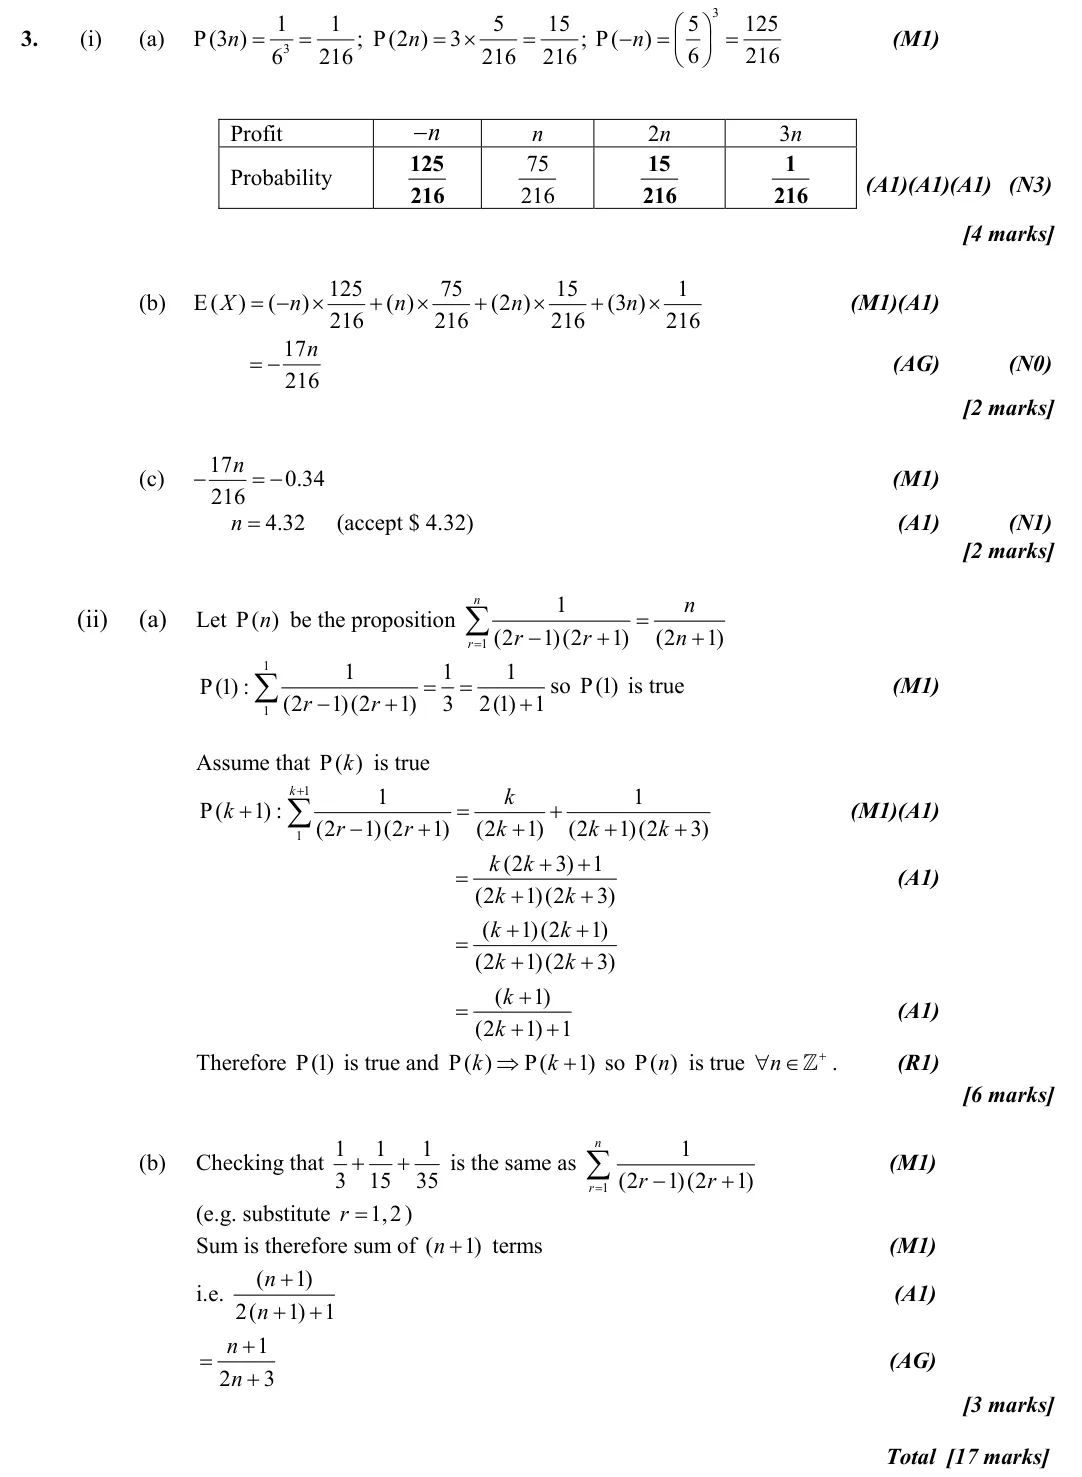 3. (i) (a) P(3n) = 1/6³ = 1/216; P(2n) = 3 × 5/216 = 15/216; P(−n) = (5/6)³ = 125/216 (M1)
Profit −n n 2n 3n
Probability 125/216 75/216 15/216 1/216 (A1)(A1)(A1) (N3)
[4 marks]
(b) E(X) = (−n) × 125/216 + (n) × 75/216 + (2n) × 15/216 + (3n) × 1/216 (M1)(A1)
= −17n/216 (AG) (N0)
[2 marks]
(c) −17n/216 = −0.34 (M1)
n = 4.32 (accept $ 4.32) (A1) (N1)
[2 marks]
(ii) (a) Let P(n) be the proposition ∑_{r=1}^{n} 1/((2r−1)(2r+1)) = n/(2n+1)
P(1) : ∑_{1}^{1} 1/((2r−1)(2r+1)) = 1/3 = 1/(2(1)+1) so P(1) is true (M1)
Assume that P(k) is true
P(k+1) : ∑_{1}^{k+1} 1/((2r−1)(2r+1)) = k/(2k+1) + 1/((2k+1)(2k+3)) (M1)(A1)
= (k(2k+3)+1)/((2k+1)(2k+3)) (A1)
= ((k+1)(2k+1))/((2k+1)(2k+3))
= (k+1)/((2k+1)+1) (A1)
Therefore P(1) is true and P(k) ⇒ P(k+1) so P(n) is true ∀n ∈ ℤ⁺ . (R1)
[6 marks]
(b) Checking that 1/3 + 1/15 + 1/35 is the same as ∑_{r=1}^{n} 1/((2r−1)(2r+1)) (M1)
(e.g. substitute r = 1, 2)
Sum is therefore sum of (n+1) terms (M1)
i.e. (n+1)/(2(n+1)+1) (A1)
= (n+1)/(2n+3) (AG)
[3 marks]
Total [17 marks]